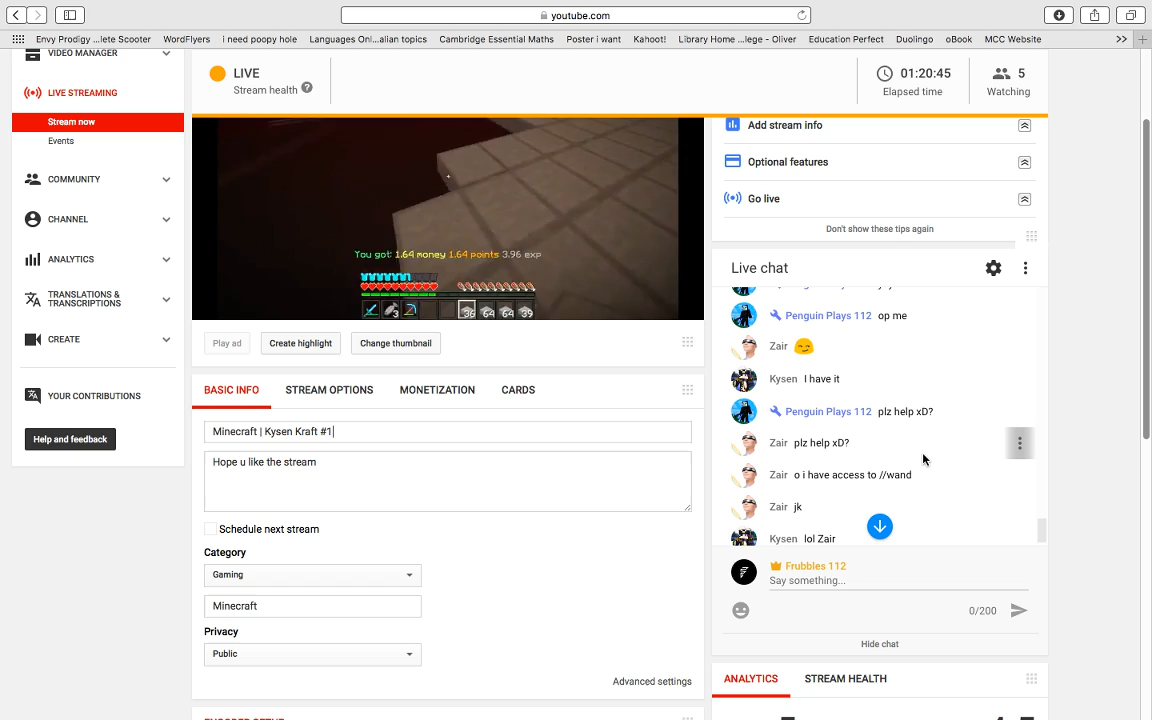 youtube.com
Envy Prodigy ...lete Scooter WordFlyers i need poopy hole Languages Onl...alian topics Cambridge Essential Maths Poster i want Kahoot! Library Home ...lege - Oliver Education Perfect Duolingo oBook MCC Website
VIDEO MANAGER
LIVE STREAMING
Stream now
Events
COMMUNITY
CHANNEL
ANALYTICS
TRANSLATIONS &
TRANSCRIPTIONS
CREATE
YOUR CONTRIBUTIONS
Help and feedback
LIVE
Stream health ?
01:20:45
Elapsed time
5
Watching
You got: 1.64 money 1.64 points 3.96 exp
3 36 64 64 39
Play ad Create highlight Change thumbnail
BASIC INFO STREAM OPTIONS MONETIZATION CARDS
Minecraft | Kysen Kraft #1
Hope u like the stream
Schedule next stream
Category
Gaming
Minecraft
Privacy
Public
Advanced settings
Add stream info
Optional features
Go live
Don't show these tips again
Live chat
Penguin Plays 112 op me
Zair 😏
Kysen I have it
Penguin Plays 112 plz help xD?
Zair plz help xD?
Zair o i have access to //wand
Zair jk
Kysen lol Zair
Frubbles 112
Say something...
0/200
Hide chat
ANALYTICS STREAM HEALTH